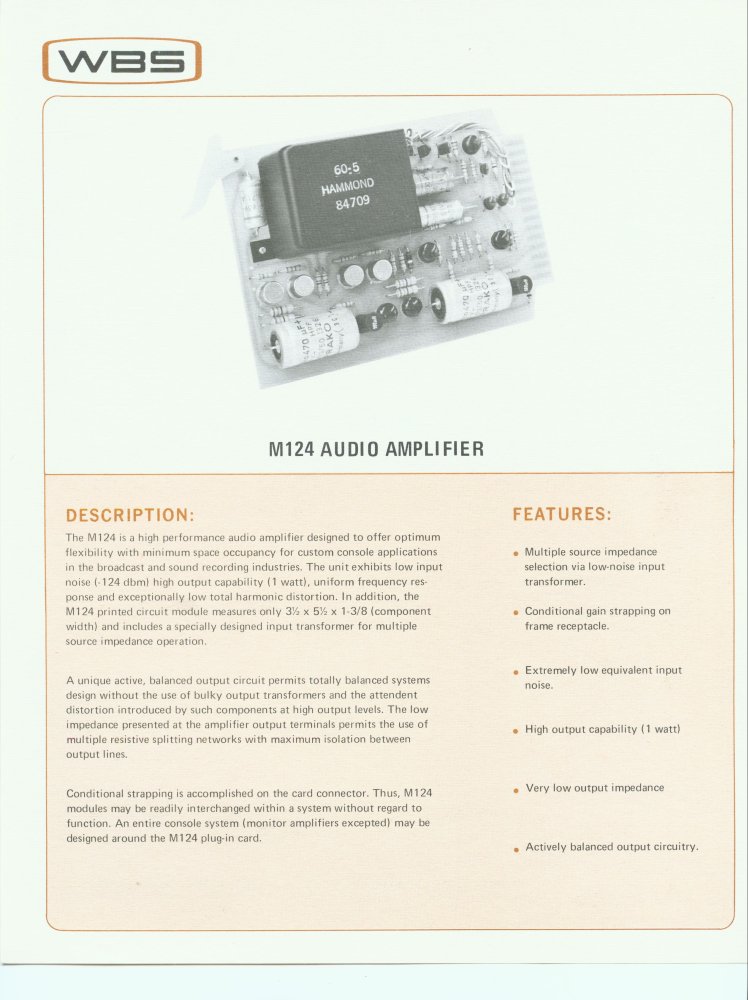 WBS
60-5
HAMMOND
84709
M124 AUDIO AMPLIFIER
DESCRIPTION:
The M124 is a high performance audio amplifier designed to offer optimum
flexibility with minimum space occupancy for custom console applications
in the broadcast and sound recording industries. The unit exhibits low input
noise (-124 dbm) high output capability (1 watt), uniform frequency res-
ponse and exceptionally low total harmonic distortion. In addition, the
M124 printed circuit module measures only 3½ x 5½ x 1-3/8 (component
width) and includes a specially designed input transformer for multiple
source impedance operation.
A unique active, balanced output circuit permits totally balanced systems
design without the use of bulky output transformers and the attendent
distortion introduced by such components at high output levels. The low
impedance presented at the amplifier output terminals permits the use of
multiple resistive splitting networks with maximum isolation between
output lines.
Conditional strapping is accomplished on the card connector. Thus, M124
modules may be readily interchanged within a system without regard to
function. An entire console system (monitor amplifiers excepted) may be
designed around the M124 plug-in card.
FEATURES:
• Multiple source impedance
selection via low-noise input
transformer.
• Conditional gain strapping on
frame receptacle.
• Extremely low equivalent input
noise.
• High output capability (1 watt)
• Very low output impedance
• Actively balanced output circuitry.